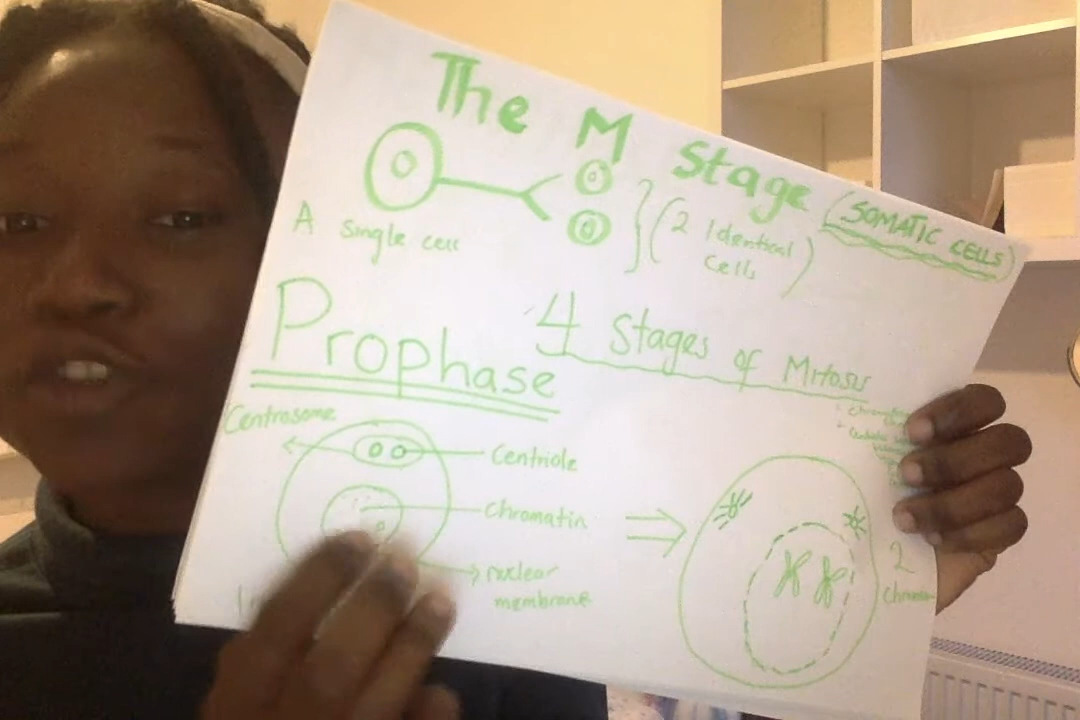 The M Stage (SOMATIC CELLS)
A single cell
(2 Identical
cells)
4 Stages of Mitosis
Prophase
Centrosome
Centriole
Chromatin
nuclear
membrane
2